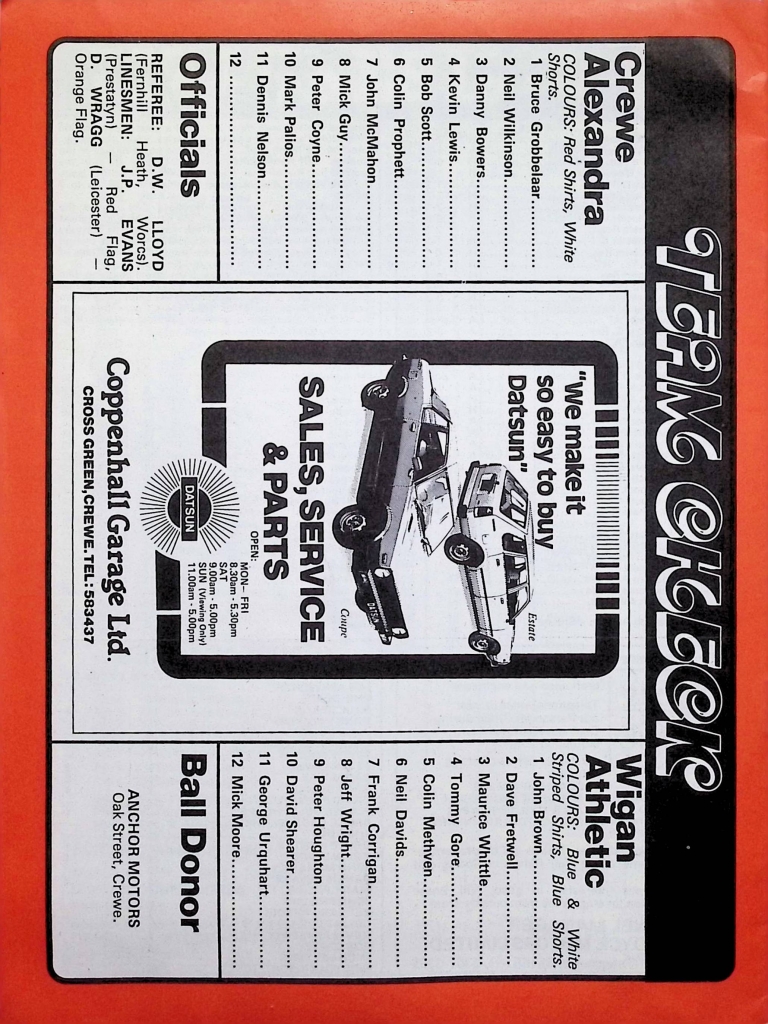 TEAM CHECK
Crewe
Alexandra
COLOURS: Red Shirts, White
Shorts.
1 Bruce Grobbelaar..........
2 Neil Wilkinson..............
3 Danny Bowers..............
4 Kevin Lewis.................
5 Bob Scott...................
6 Colin Prophett.............
7 John McMahon............
8 Mick Guy....................
9 Peter Coyne................
10 Mark Palios.................
11 Dennis Nelson.............
12 ..............................
Officials
REFEREE: D.W. LLOYD
(Fernhill Heath, Worcs).
LINESMEN: J.P. EVANS
(Prestatyn) — Red Flag,
D. WRAGG (Leicester) —
Orange Flag.
"We make it
so easy to buy
Datsun"
Estate
Coupe
DATSUN
SALES, SERVICE
& PARTS
OPEN:
MON– FRI
8.30am - 5.30pm
SAT
9.00am - 5.00pm
SUN (Viewing Only)
11.00am - 5.00pm
DATSUN
Coppenhall Garage Ltd.
CROSS GREEN, CREWE. TEL: 583437
Wigan
Athletic
COLOURS: Blue & White
Striped Shirts, Blue Shorts.
1 John Brown.................
2 Dave Fretwell...............
3 Maurice Whittle............
4 Tommy Gore................
5 Colin Methven..............
6 Neil Davids..................
7 Frank Corrigan.............
8 Jeff Wright..................
9 Peter Houghton............
10 David Shearer..............
11 George Urquhart..........
12 Mick Moore.................
Ball Donor
ANCHOR MOTORS
Oak Street, Crewe.